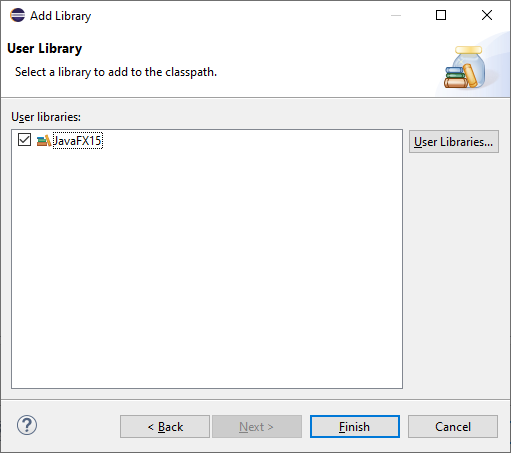 Add Library
User Library
Select a library to add to the classpath.
User libraries:
JavaFX15
User Libraries...
?
< Back
Next >
Finish
Cancel